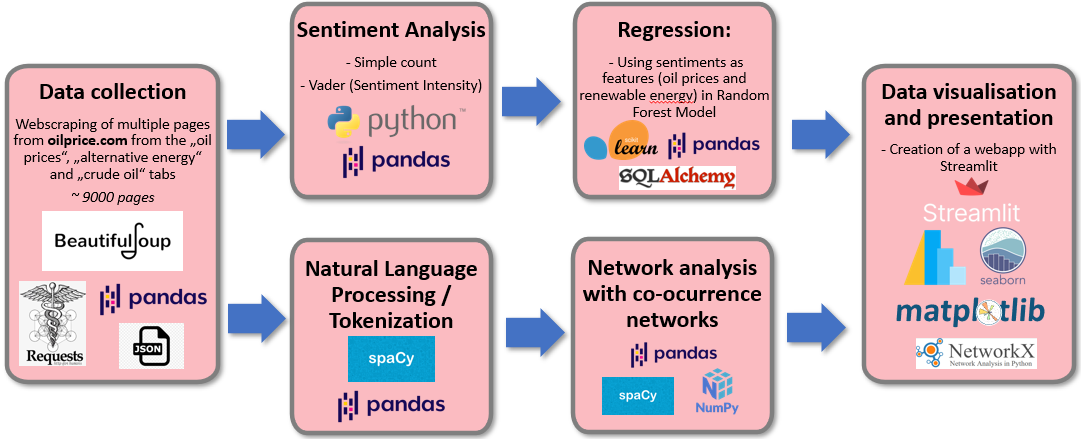 Data collection
Webscraping of multiple pages
from oilprice.com from the „oil
prices“, „alternative energy“
and „crude oil“ tabs
~ 9000 pages
BeautifulSoup
Requests
http for humans
pandas
JSON
Sentiment Analysis
- Simple count
- Vader (Sentiment Intensity)
python™
pandas
Regression:
- Using sentiments as
features (oil prices and
renewable energy) in Random
Forest Model
scikit
learn
pandas
SQLAlchemy
Natural Language
Processing /
Tokenization
spaCy
pandas
Network analysis
with co-ocurrence
networks
pandas
spaCy
NumPy
Data visualisation
and presentation
- Creation of a webapp with
Streamlit
Streamlit
seaborn
matplotlib
NetworkX
Network Analysis in Python